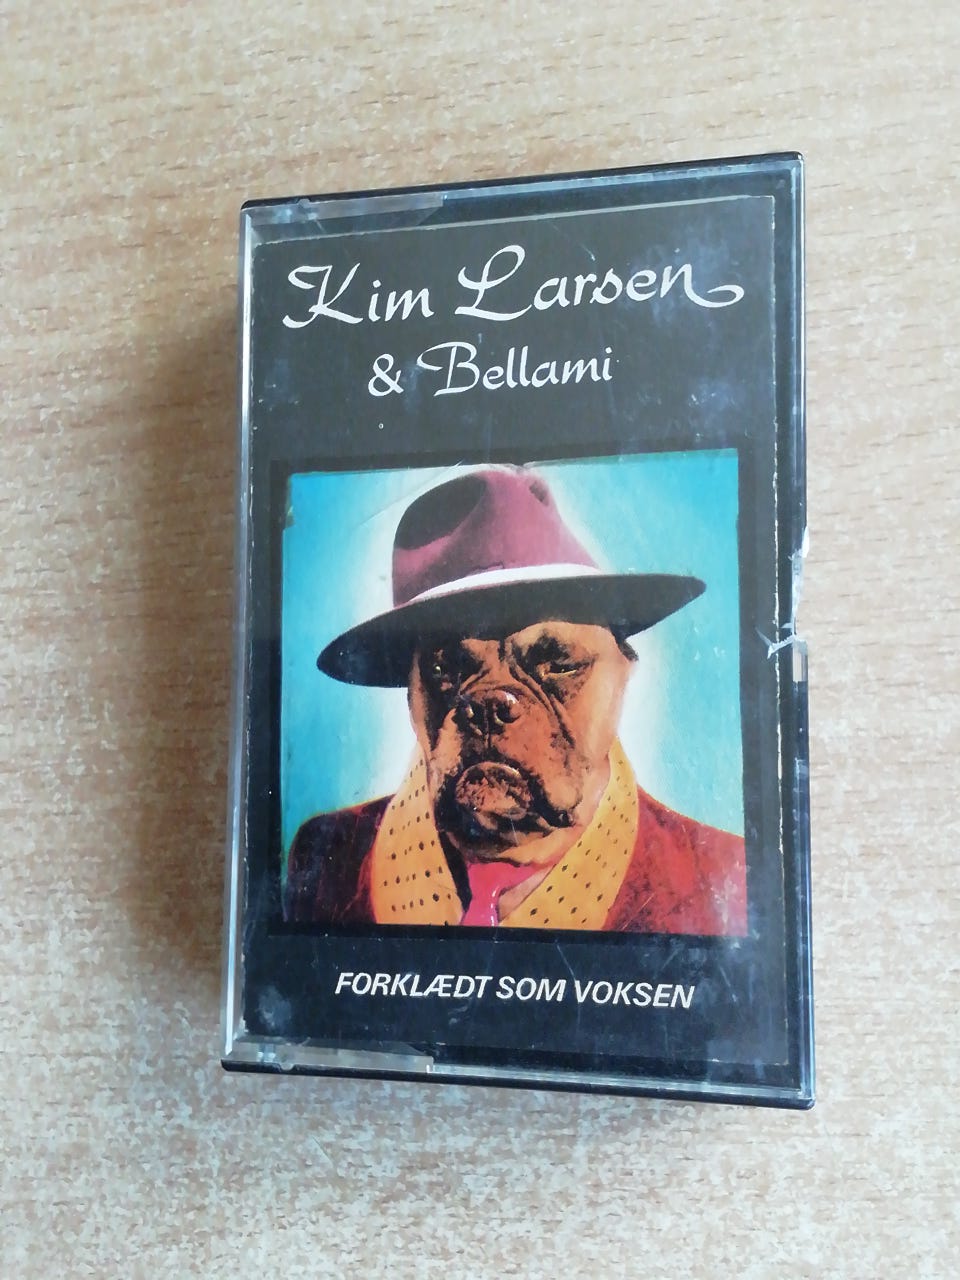 Kim Larsen
& Bellami
FORKLÆDT SOM VOKSEN